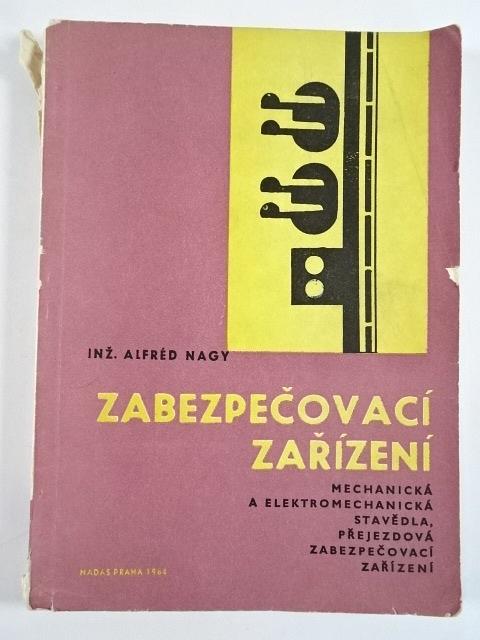 INŽ. ALFRÉD NAGY
ZABEZPEČOVACÍ
ZAŘÍZENÍ
MECHANICKÁ
A ELEKTROMECHANICKÁ
STAVĚDLA,
PŘEJEZDOVÁ
ZABEZPEČOVACÍ
ZAŘÍZENÍ
NADAS PRAHA 1964